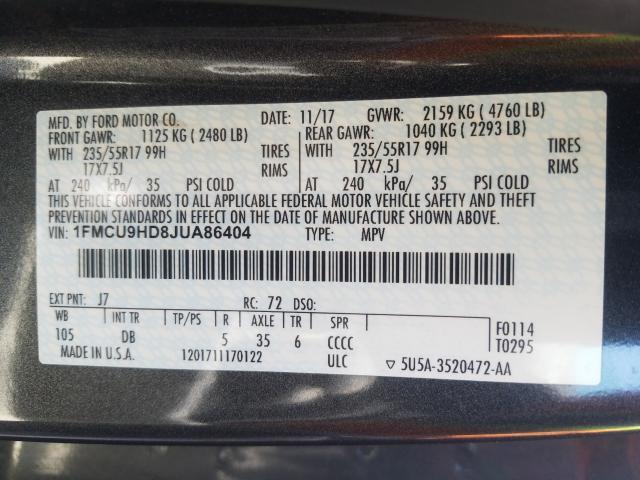 MFD. BY FORD MOTOR CO. DATE: 11/17 GVWR: 2159 KG ( 4760 LB)
FRONT GAWR: 1125 KG ( 2480 LB) REAR GAWR: 1040 KG ( 2293 LB)
WITH 235/55R17 99H TIRES WITH 235/55R17 99H TIRES
17X7.5J RIMS 17X7.5J RIMS
AT 240 kPa/ 35 PSI COLD AT 240 kPa/ 35 PSI COLD
THIS VEHICLE CONFORMS TO ALL APPLICABLE FEDERAL MOTOR VEHICLE SAFETY AND THEFT
PREVENTION STANDARDS IN EFFECT ON THE DATE OF MANUFACTURE SHOWN ABOVE.
VIN: 1FMCU9HD8JUA86404 TYPE: MPV
EXT PNT: J7 RC: 72 DSO:
WB INT TR TP/PS R AXLE TR SPR F0114
105 DB 5 35 6 CCCC T0295
MADE IN U.S.A. 1201711170122 ULC ▽ 5U5A-3520472-AA